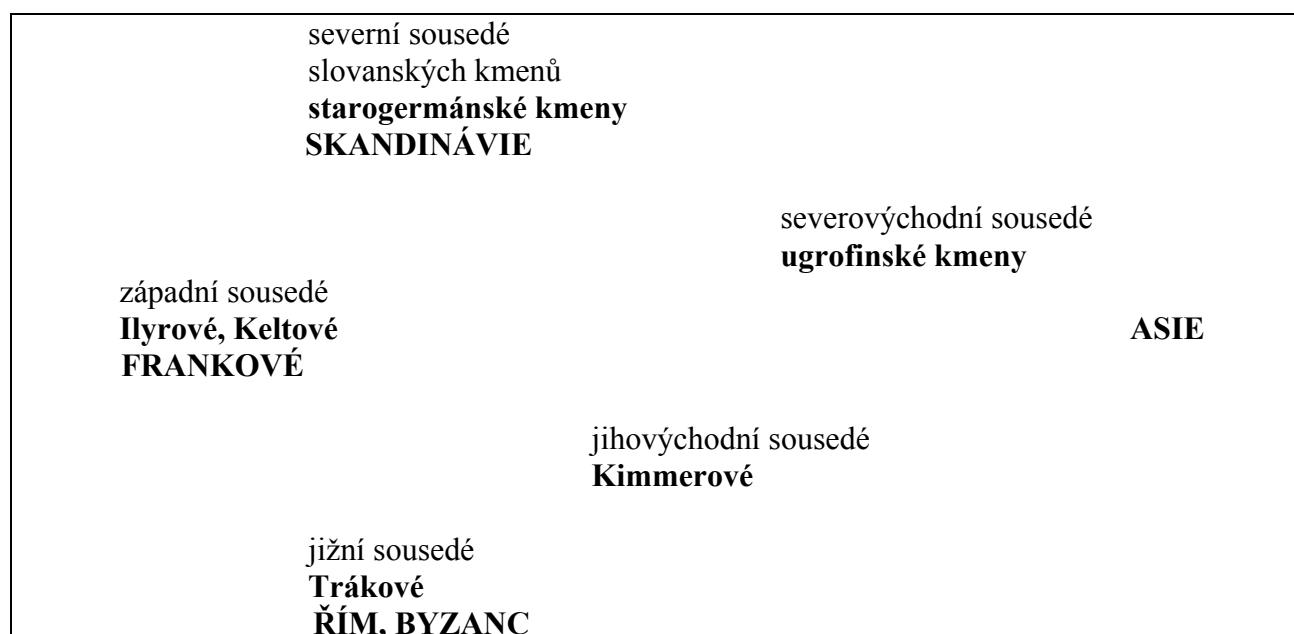 severní sousedé
slovanských kmenů
starogermánské kmeny
SKANDINÁVIE
severovýchodní sousedé
ugrofinské kmeny
západní sousedé
Ilyrové, Keltové ASIE
FRANKOVÉ
jihovýchodní sousedé
Kimmerové
jižní sousedé
Trákové
ŘÍM, BYZANC